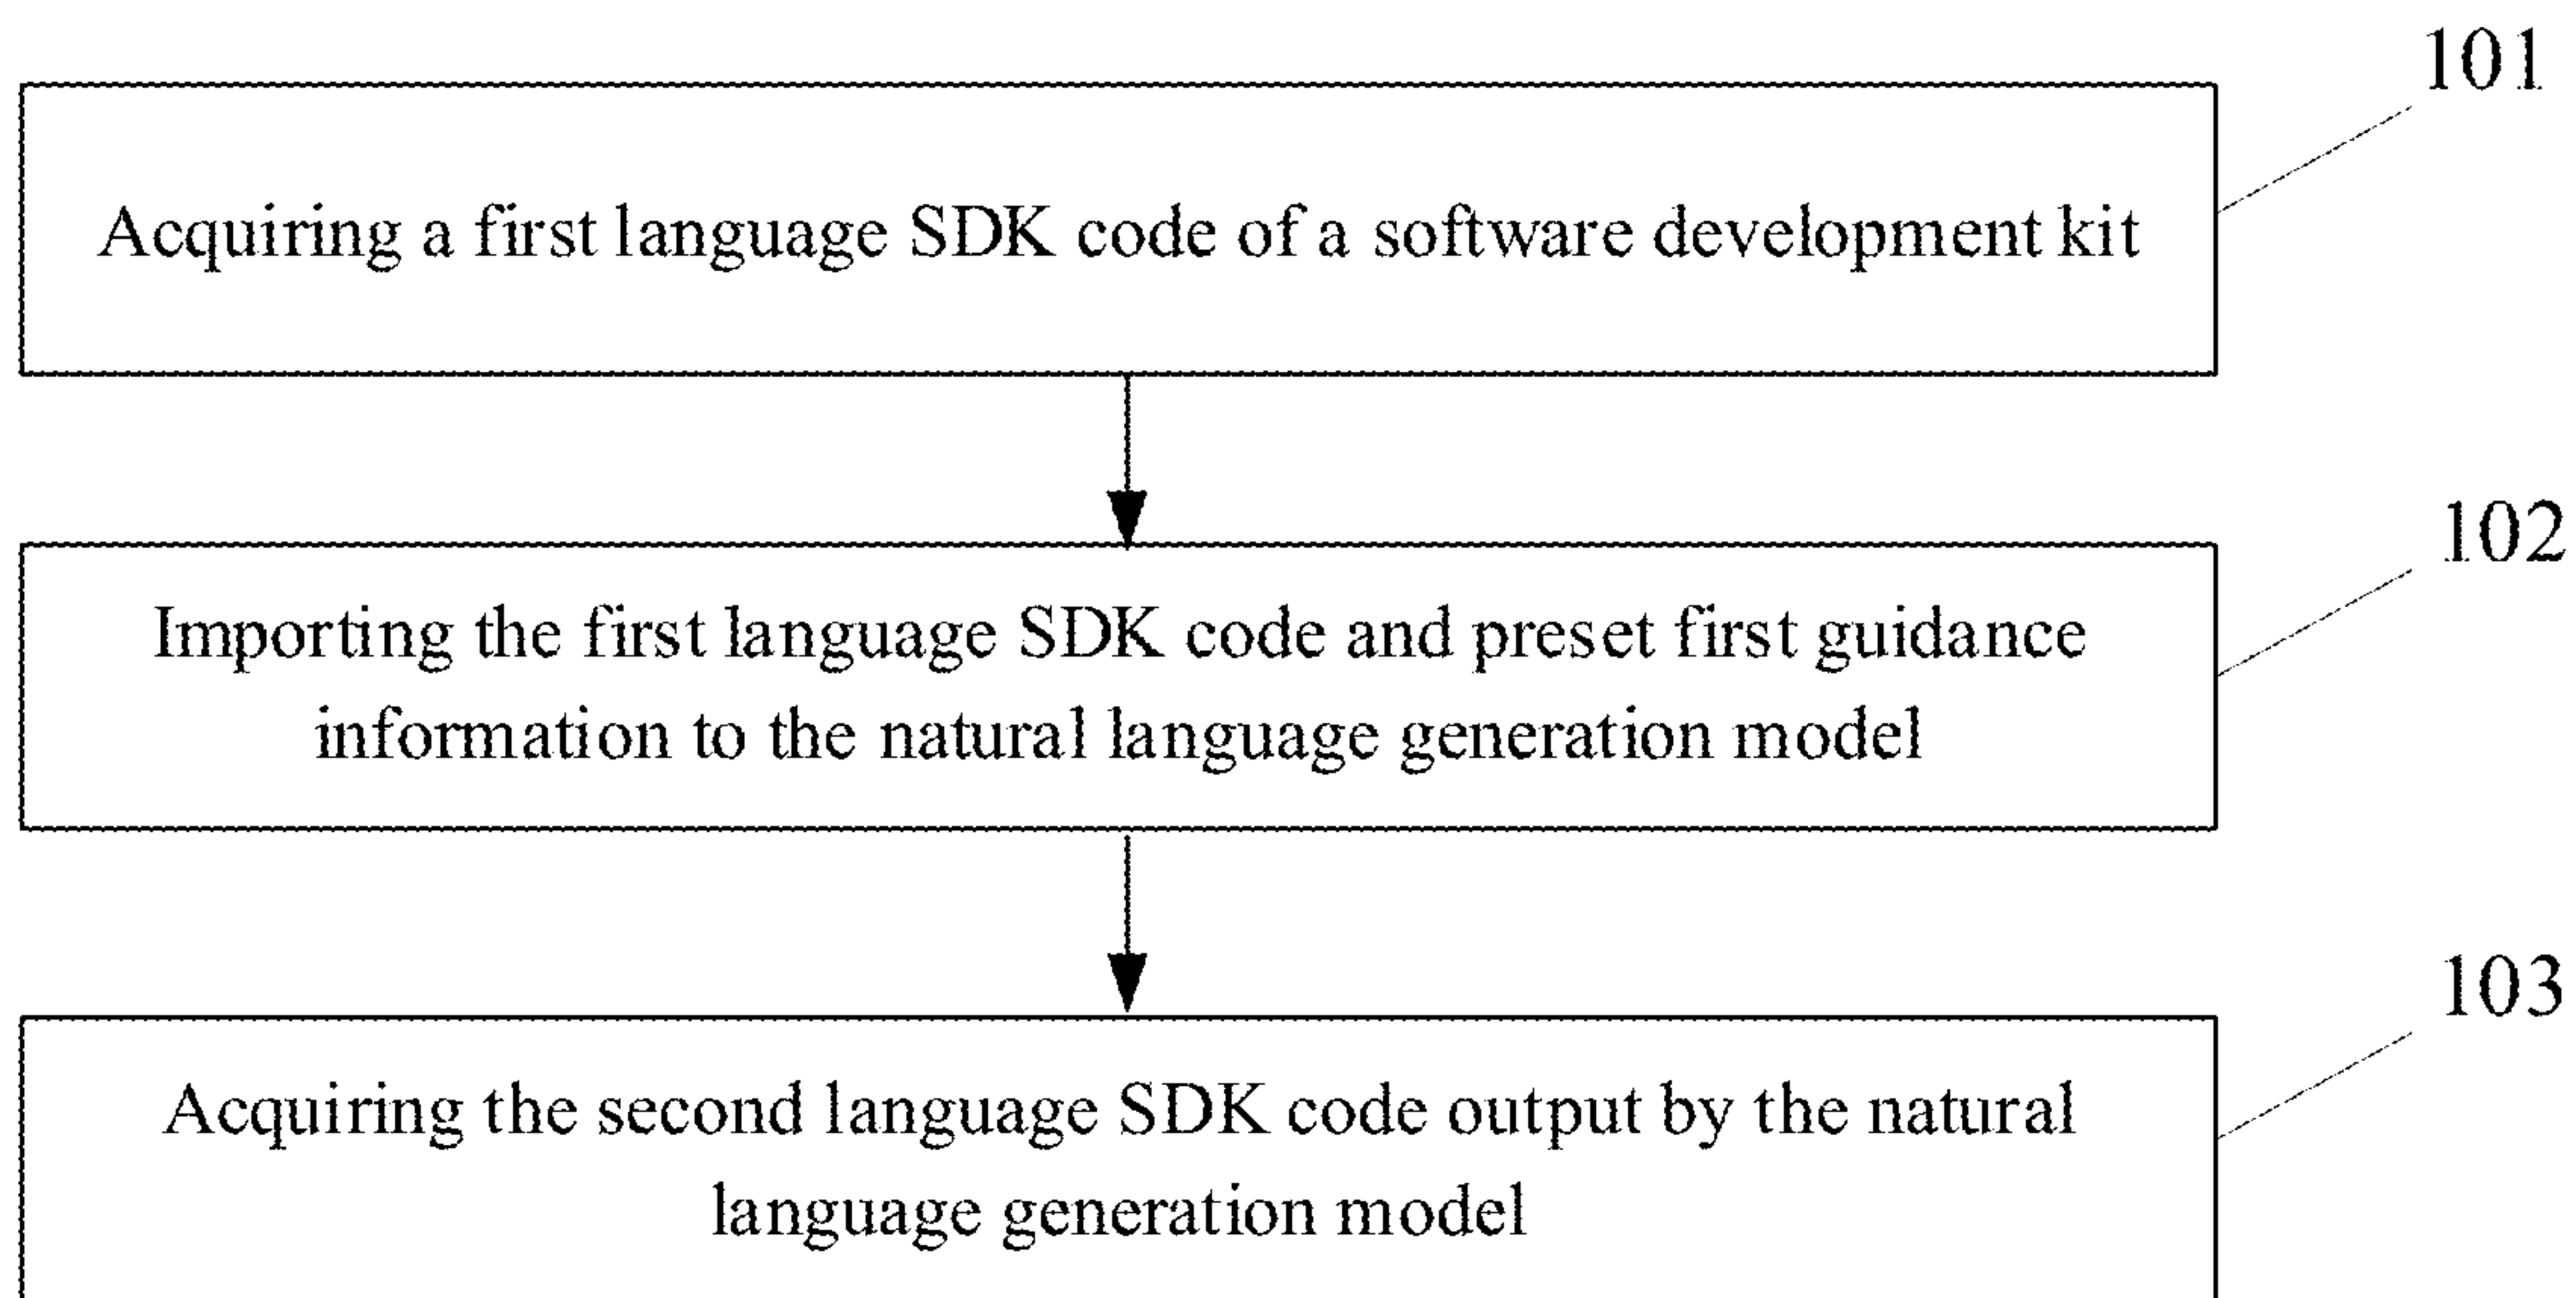 101
Acquiring a first language SDK code of a software development kit
102
Importing the first language SDK code and preset first guidance
information to the natural language generation model
103
Acquiring the second language SDK code output by the natural
language generation model